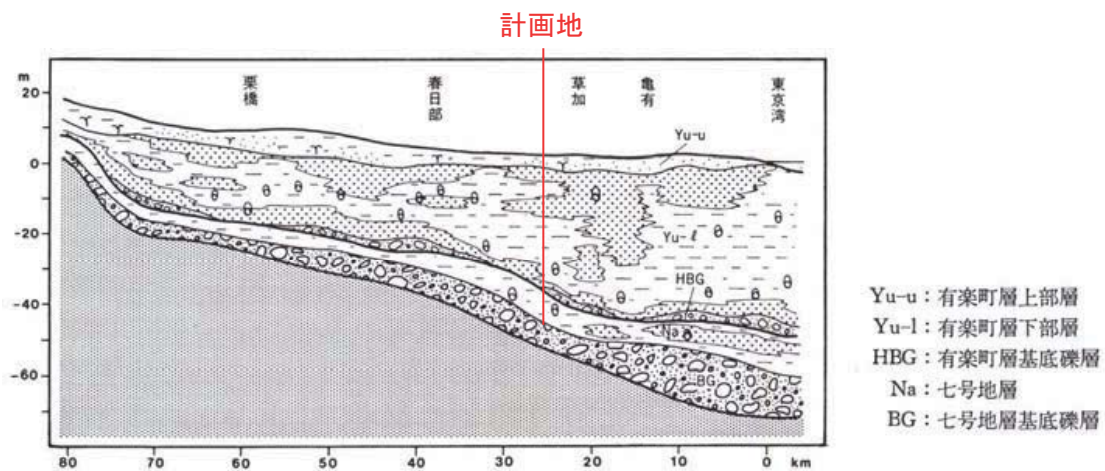 計画地
m
栗橋
春日部
草加
亀有
東京湾
20
0
-20
-40
-60
Yu-u
Yu-ℓ
HBG
Na
BG
80 70 60 50 40 30 20 10 0 km
Yu-u：有楽町層上部層
Yu-l：有楽町層下部層
HBG：有楽町層基底礫層
Na：七号地層
BG：七号地層基底礫層